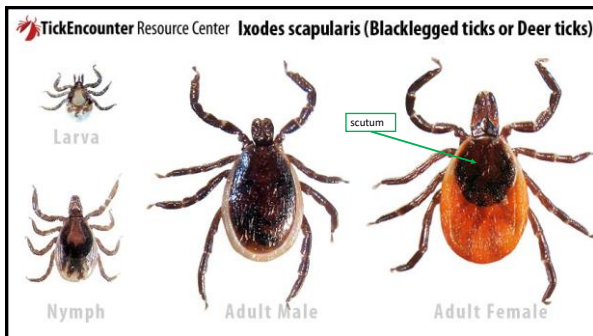 TickEncounter Resource Center Ixodes scapularis (Blacklegged ticks or Deer ticks)
scutum
Larva
Nymph
Adult Male
Adult Female